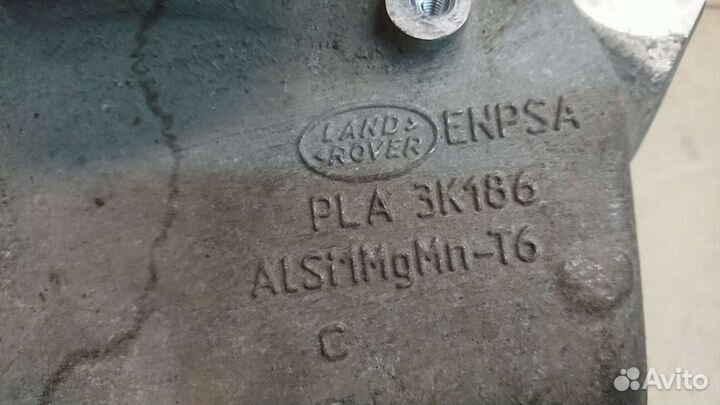 LAND ENPSA
ROVER
PLA 3K186
ALSi1MgMn-T6
C
Avito